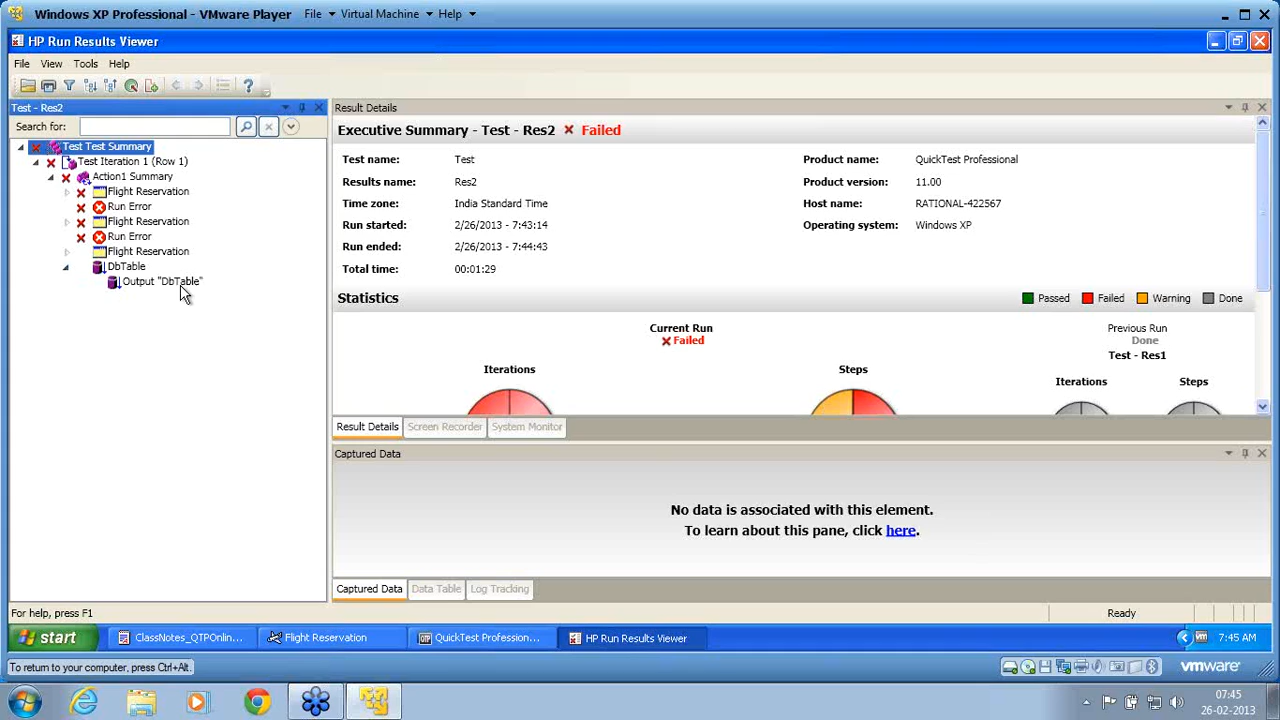 Windows XP Professional - VMware Player File Virtual Machine Help
HP Run Results Viewer
File View Tools Help
Test - Res2
Search for:
Test Test Summary
Test Iteration 1 (Row 1)
Action1 Summary
Flight Reservation
Run Error
Flight Reservation
Run Error
Flight Reservation
DbTable
Output "DbTable"
Result Details
Executive Summary - Test - Res2 Failed
Test name: Test
Product name: QuickTest Professional
Results name: Res2
Product version: 11.00
Time zone: India Standard Time
Host name: RATIONAL-422567
Run started: 2/26/2013 - 7:43:14
Operating system: Windows XP
Run ended: 2/26/2013 - 7:44:43
Total time: 00:01:29
Statistics
Passed Failed Warning Done
Current Run
Failed
Previous Run
Done
Test - Res1
Iterations Steps
Iterations Steps
Result Details Screen Recorder System Monitor
Captured Data
No data is associated with this element.
To learn about this pane, click here.
Captured Data Data Table Log Tracking
For help, press F1
Ready
start ClassNotes_QTPOnlin... Flight Reservation QuickTest Profession... HP Run Results Viewer 7:45 AM
To return to your computer, press Ctrl+Alt.
vmware
07:45
26-02-2013